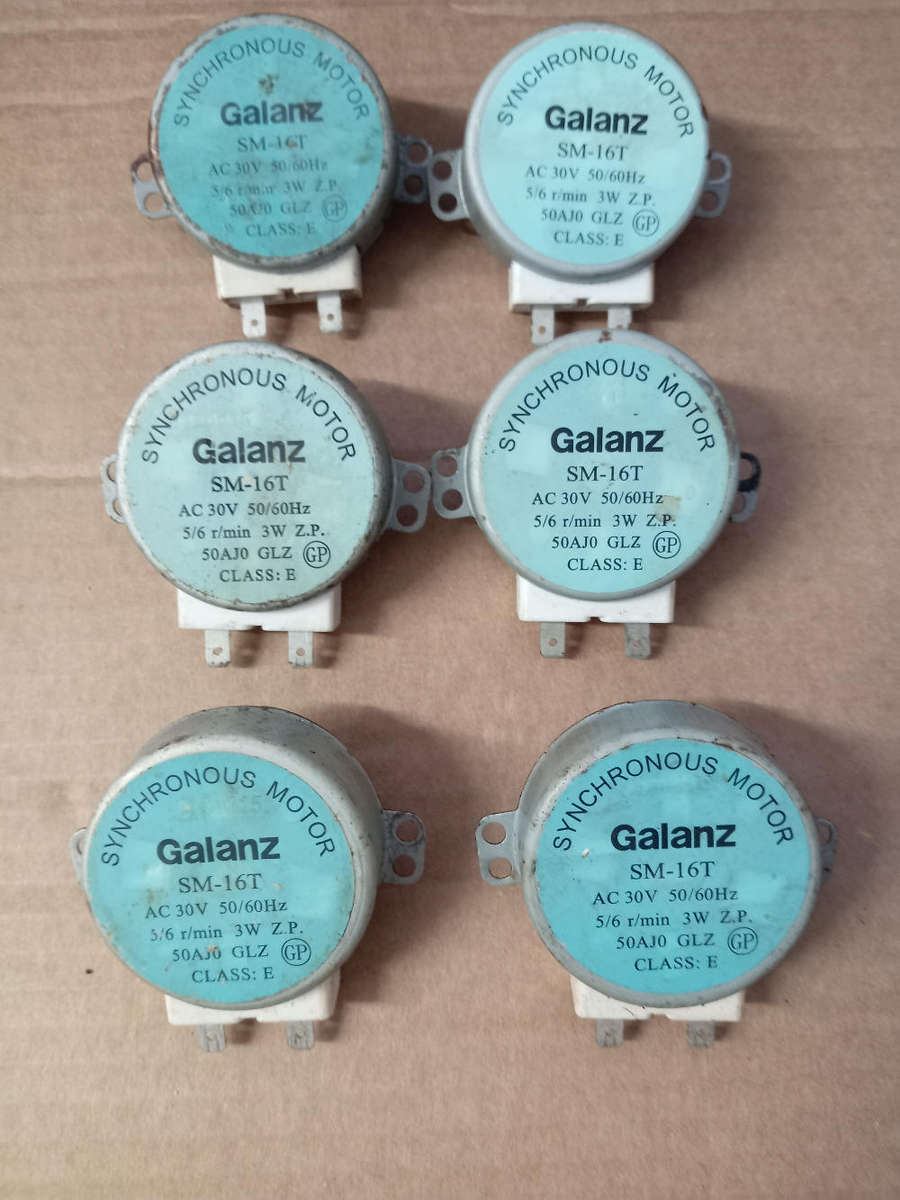 SYNCHRONOUS MOTOR
Galanz
SM-16T
AC 30V 50/60Hz
5/6 r/min 3W Z.P.
50AJ0 GLZ GP
CLASS: E
SYNCHRONOUS MOTOR
Galanz
SM-16T
AC 30V 50/60Hz
5/6 r/min 3W Z.P.
50AJ0 GLZ GP
CLASS: E
SYNCHRONOUS MOTOR
Galanz
SM-16T
AC 30V 50/60Hz
5/6 r/min 3W Z.P.
50AJ0 GLZ GP
CLASS: E
SYNCHRONOUS MOTOR
Galanz
SM-16T
AC 30V 50/60Hz
5/6 r/min 3W Z.P.
50AJ0 GLZ GP
CLASS: E
SYNCHRONOUS MOTOR
Galanz
SM-16T
AC 30V 50/60Hz
5/6 r/min 3W Z.P.
50AJ0 GLZ GP
CLASS: E
SYNCHRONOUS MOTOR
Galanz
SM-16T
AC 30V 50/60Hz
5/6 r/min 3W Z.P.
50AJ0 GLZ GP
CLASS: E